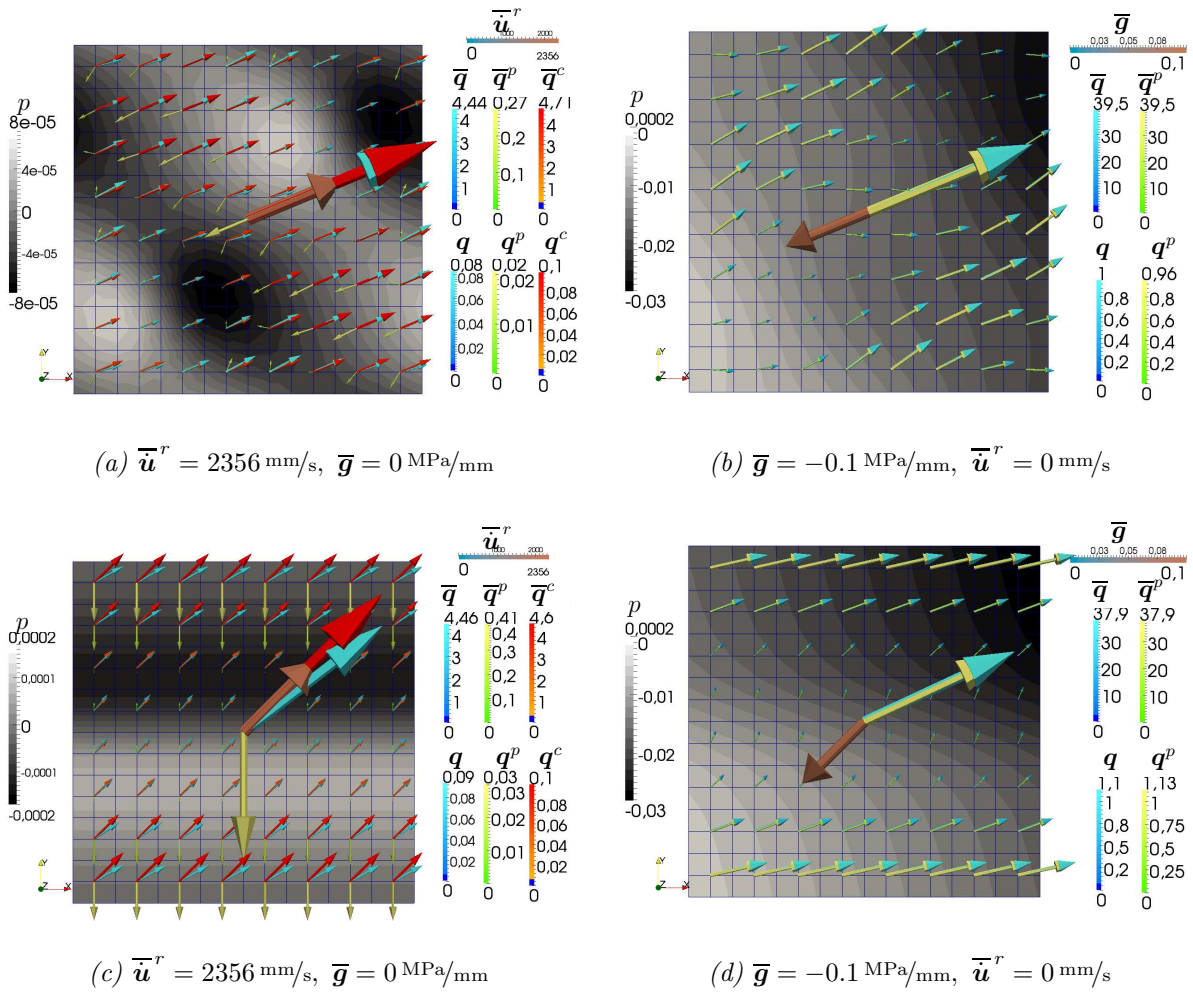 u̇ʳ
0 1000 2000 2356
q̄ q̄ᵖ q̄ᶜ
4,44 0,27 4,71
4 0,2 4
3 3
2 0,1 2
1 1
0 0 0
q qᵖ qᶜ
0,08 0,02 0,1
0,08 0,02 0,08
0,06 0,06
0,04 0,01 0,04
0,02 0,02
0 0 0
p
8e-05
4e-05
0
-4e-05
-8e-05
Y
Z X
(a) u̇ʳ = 2356 mm/s, ḡ = 0 MPa/mm
ḡ
0,03 0,05 0,08
0 0,1
q̄ q̄ᵖ
39,5 39,5
30 30
20 20
10 10
0 0
q qᵖ
1 0,96
0,8 0,8
0,6 0,6
0,4 0,4
0,2 0,2
0 0
p
0,0002
0
-0,01
-0,02
-0,03
Y
Z X
(b) ḡ = −0.1 MPa/mm, u̇ʳ = 0 mm/s
u̇ʳ
0 1000 2000 2356
q̄ q̄ᵖ q̄ᶜ
4,46 0,41 4,6
4 0,4 4
3 0,3 3
2 0,2 2
1 0,1 1
0 0 0
q qᵖ qᶜ
0,09 0,03 0,1
0,08 0,03 0,08
0,06 0,02 0,06
0,04 0,01 0,04
0,02 0,02
0 0 0
p
0,0002
0,0001
0
-0,0001
-0,0002
Y
Z X
(c) u̇ʳ = 2356 mm/s, ḡ = 0 MPa/mm
ḡ
0,03 0,05 0,08
0 0,1
q̄ q̄ᵖ
37,9 37,9
30 30
20 20
10 10
0 0
q qᵖ
1,1 1,13
1 1
0,8 0,75
0,5 0,5
0,2 0,25
0 0
p
0,0002
0
-0,01
-0,02
-0,03
Y
Z X
(d) ḡ = −0.1 MPa/mm, u̇ʳ = 0 mm/s